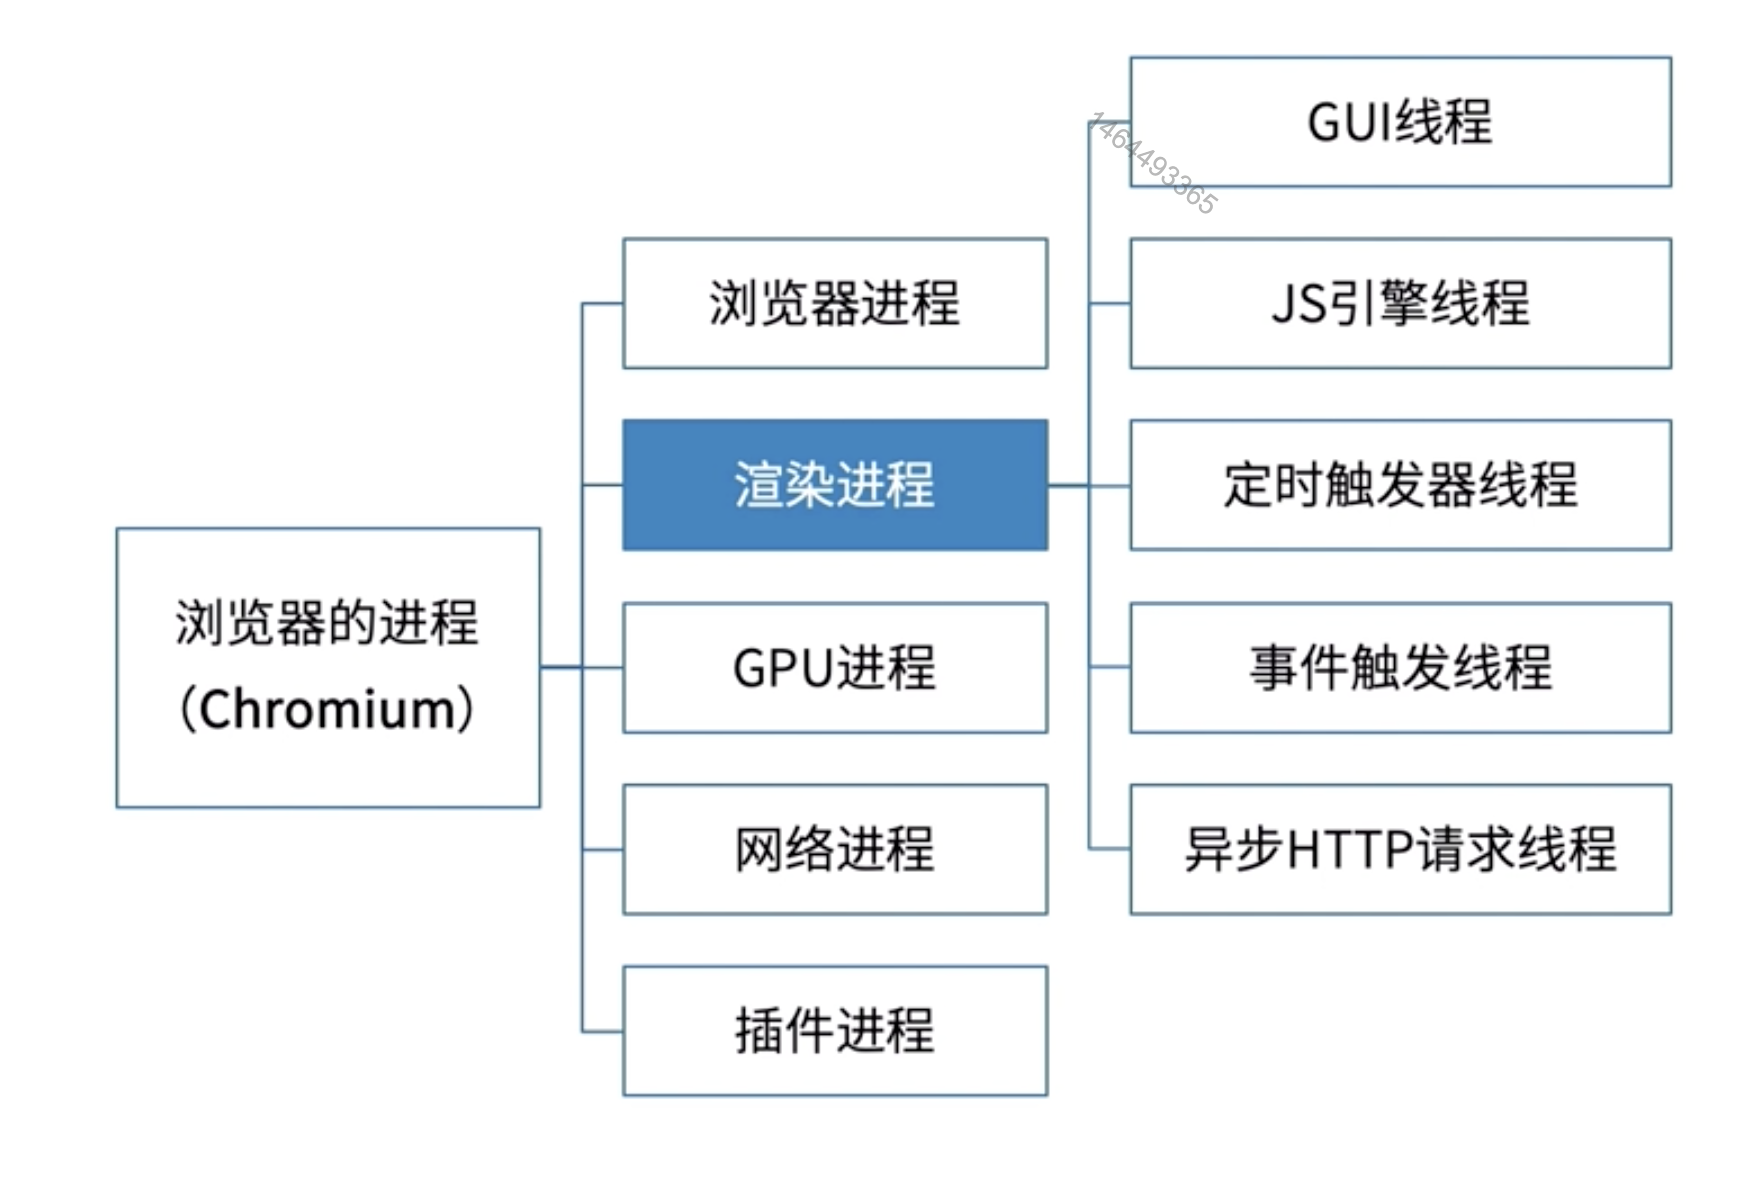 浏览器的进程
（Chromium）
浏览器进程
渲染进程
GPU进程
网络进程
插件进程
GUI线程
JS引擎线程
定时触发器线程
事件触发线程
异步HTTP请求线程
1464493365